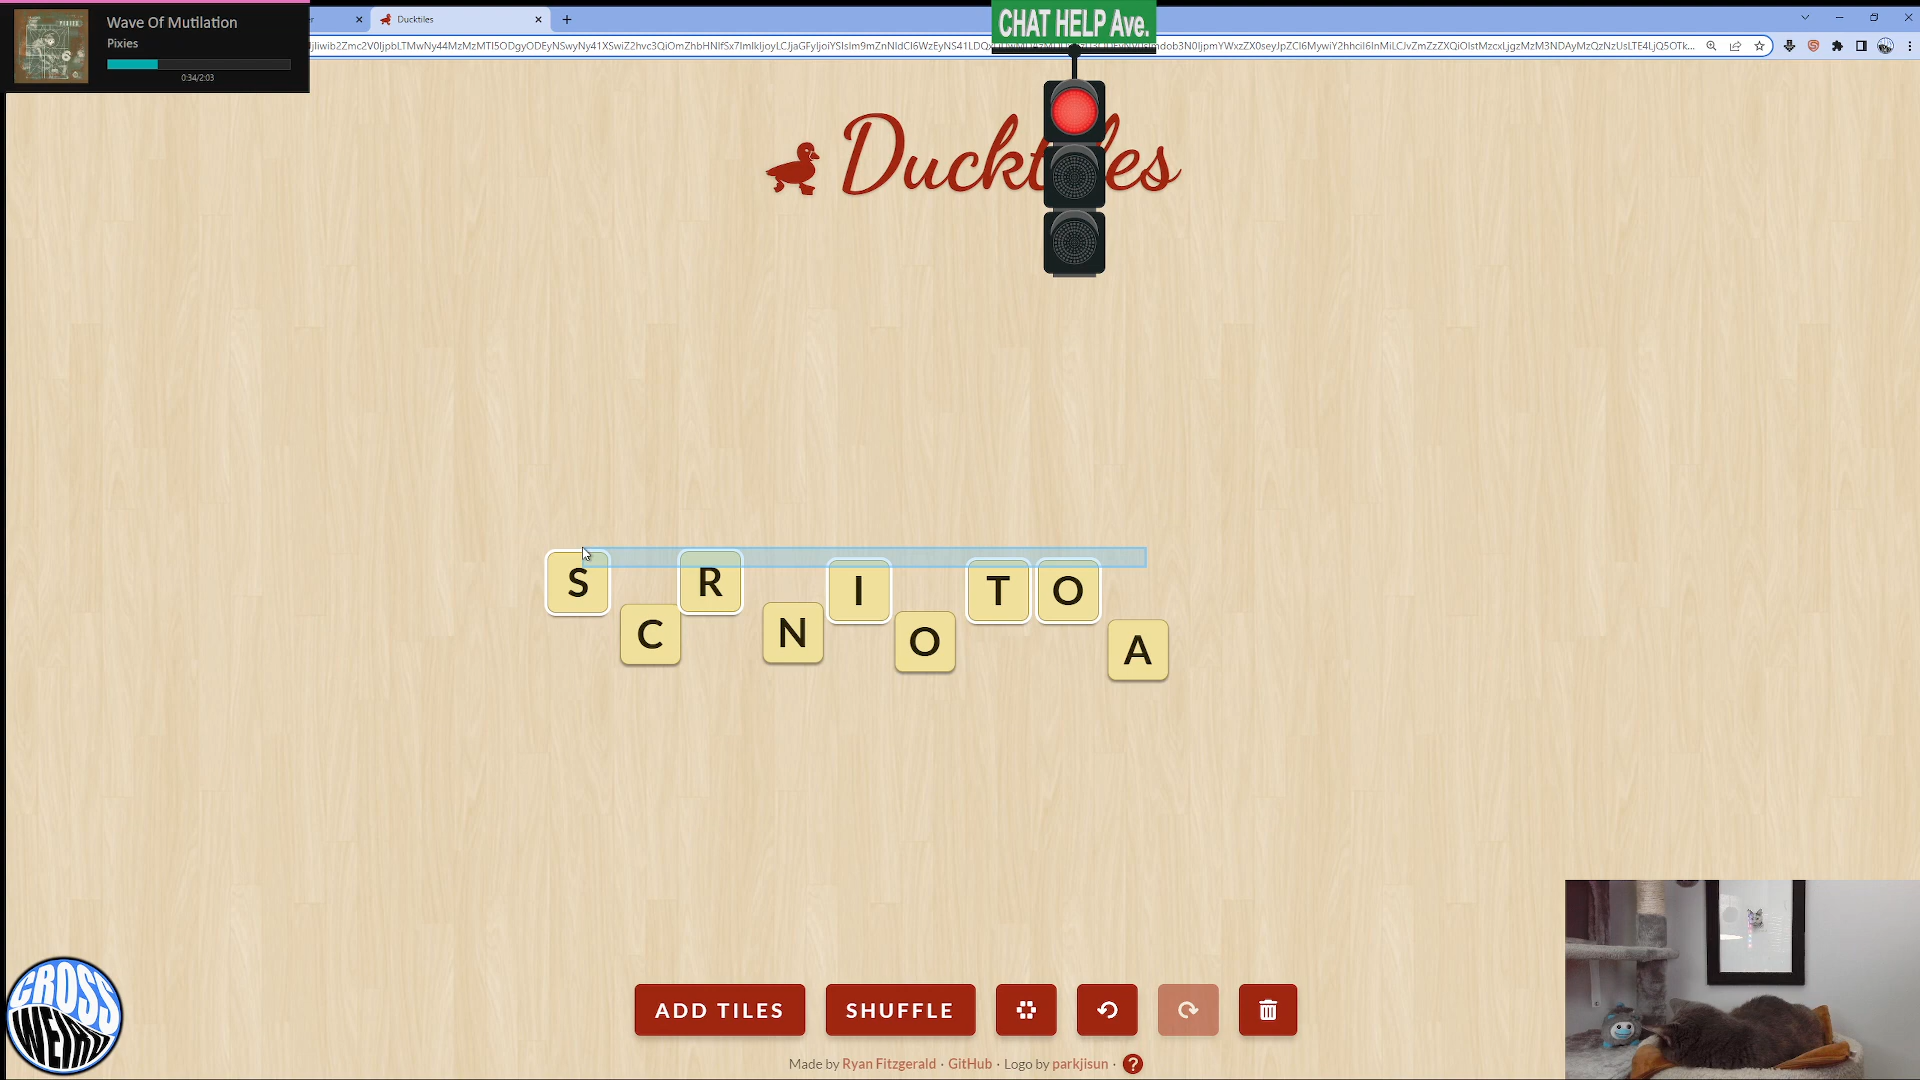 Wave Of Mutilation
Pixies
0:34/2:03
Ducktiles
CHAT HELP Ave.
Ducktiles
S
R
I
T
O
C
N
O
A
ADD TILES
SHUFFLE
Made by Ryan Fitzgerald · GitHub · Logo by parkjisun · ?
CROSS
WEIRD